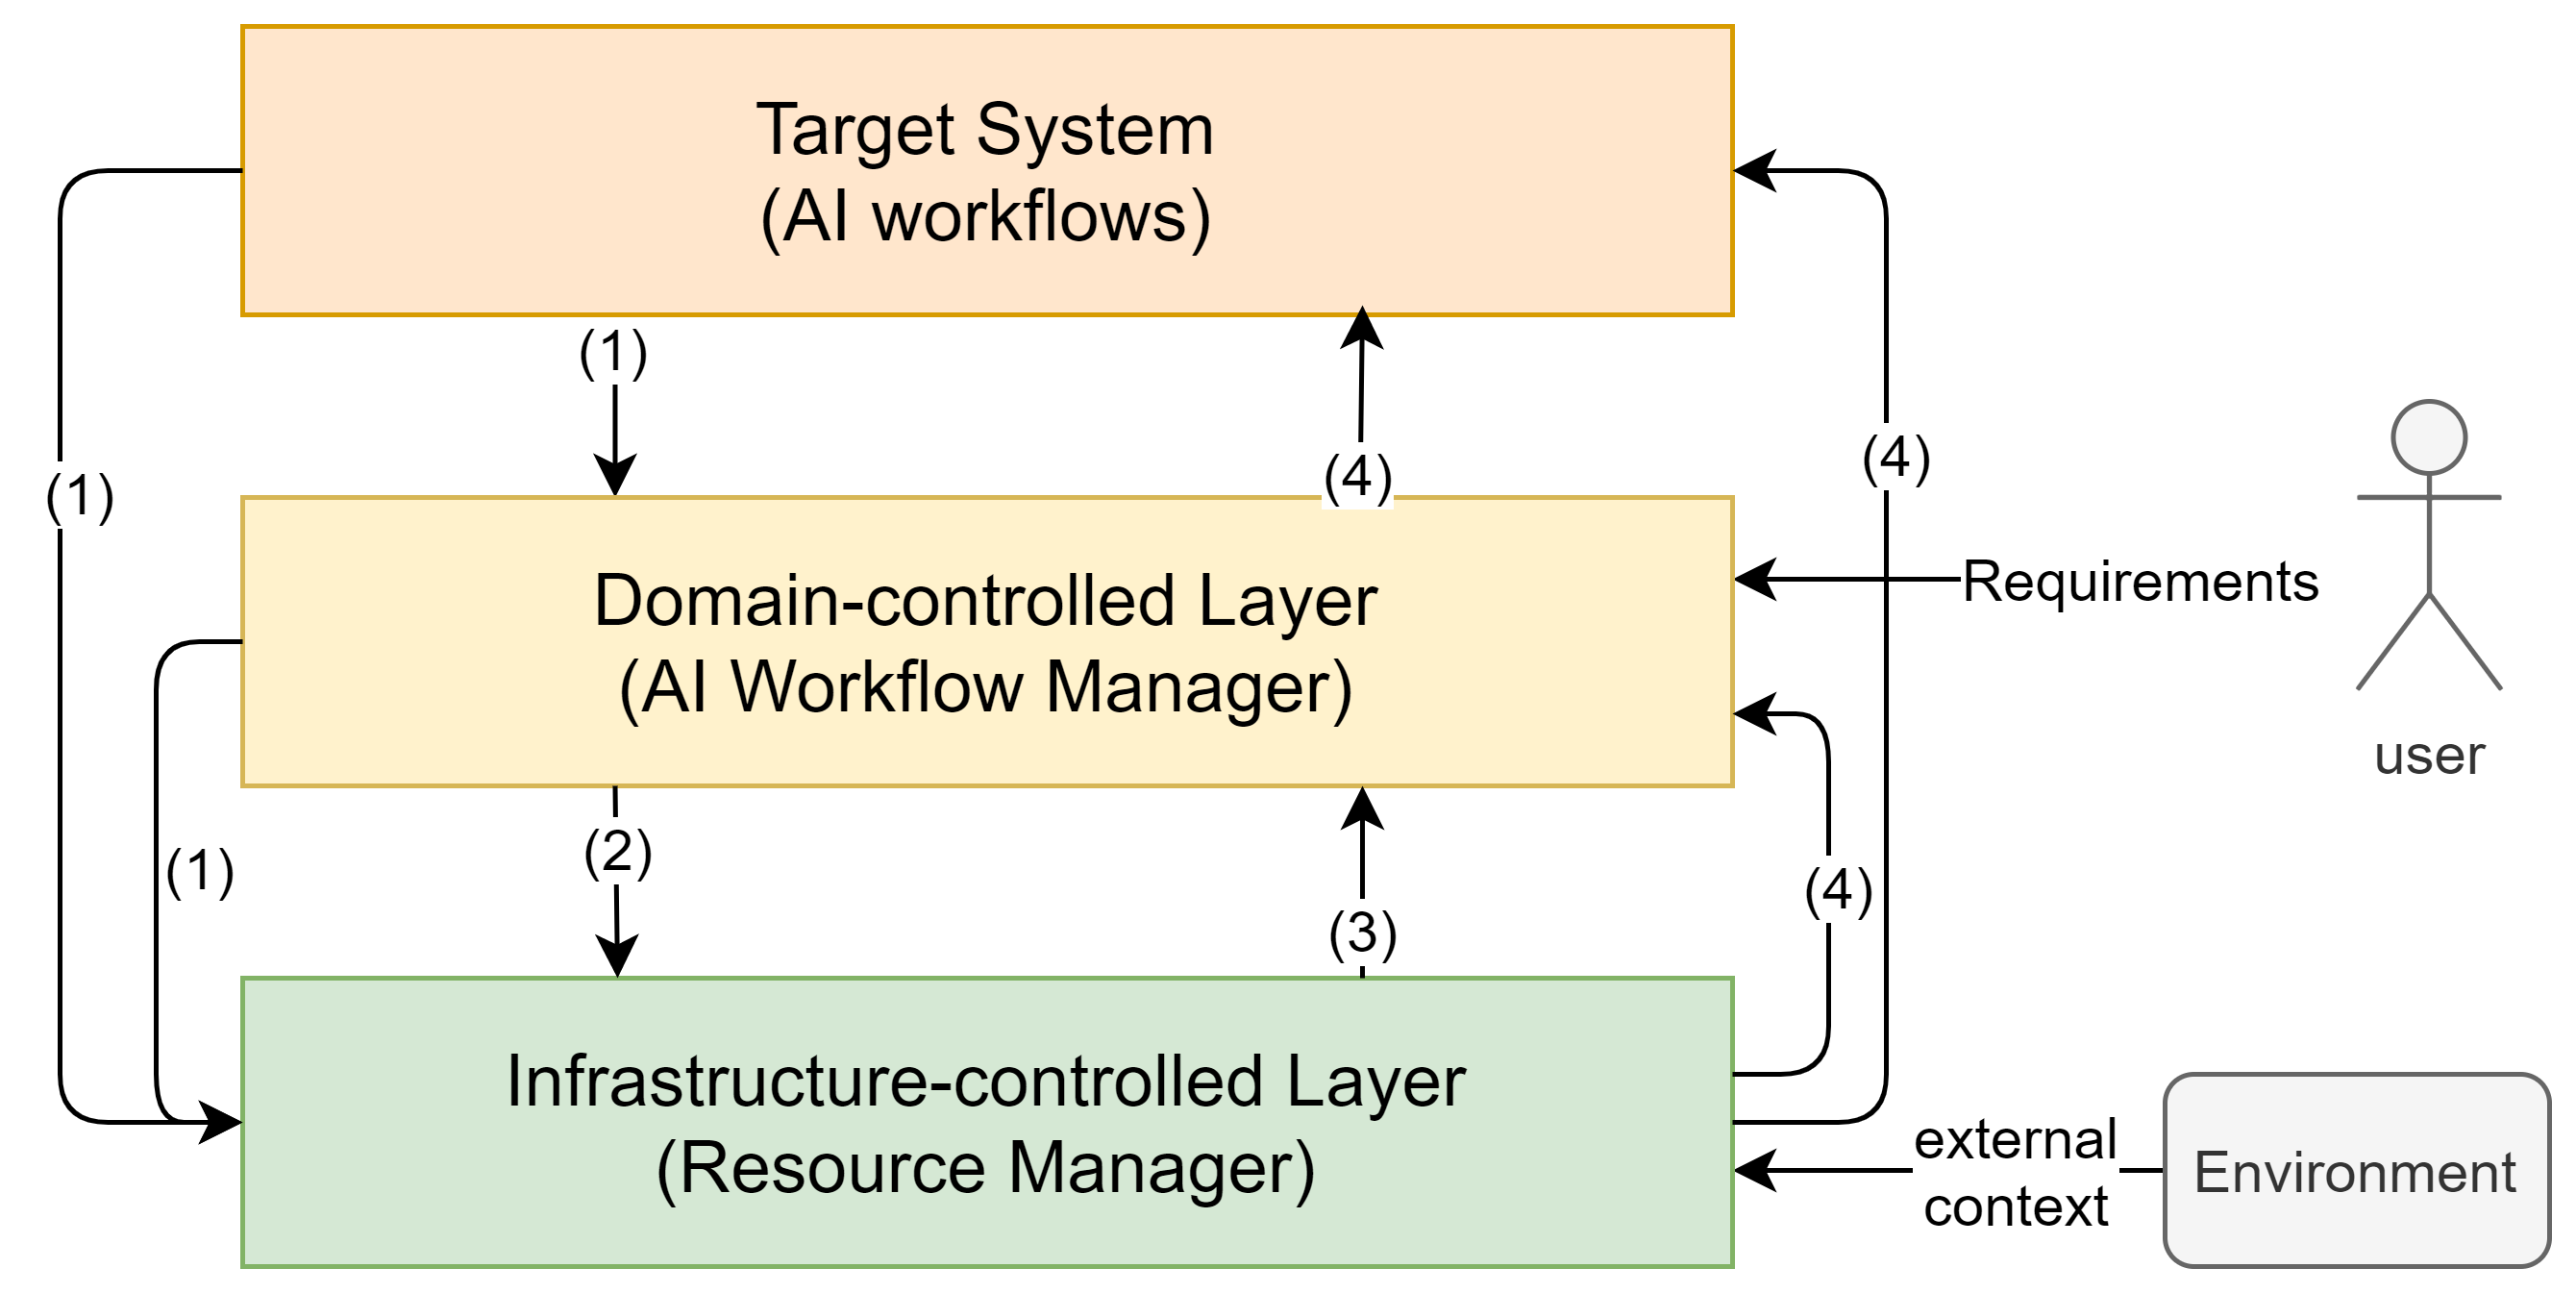 Target System
(AI workflows)
(1)
(4)
(4)
(1)
Domain-controlled Layer
(AI Workflow Manager)
Requirements
user
(1)
(2)
(3)
(4)
Infrastructure-controlled Layer
(Resource Manager)
external
context
Environment